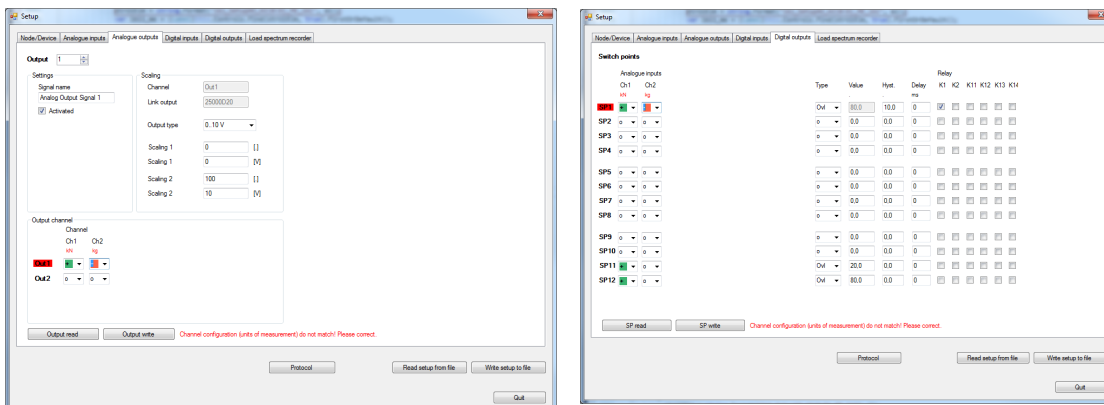 Setup
Node/Device Analogue inputs Analogue outputs Digital inputs Digital outputs Load spectrum recorder
Output 1
Settings
Signal name
Analog Output Signal 1
Activated
Scaling
Channel Out1
Link output 25000D20
Output type 0..10 V
Scaling 1 0 [.]
Scaling 1 0 [V]
Scaling 2 100 [.]
Scaling 2 10 [V]
Output channel
Channel
Ch1 Ch2
kN kg
Out1 +
Out2 o o
Output read Output write Channel configuration (units of measurement) do not match! Please correct.
Protocol Read setup from file Write setup to file
Quit
Setup
Node/Device Analogue inputs Analogue outputs Digital inputs Digital outputs Load spectrum recorder
Switch points
Analogue inputs Relay
Ch1 Ch2 Type Value Hyst. Delay K1 K2 K11 K12 K13 K14
kN kg ms
SP1 + Ovl 80,0 10,0 0
SP2 o o o 0,0 0,0 0
SP3 o o o 0,0 0,0 0
SP4 o o o 0,0 0,0 0
SP5 o o o 0,0 0,0 0
SP6 o o o 0,0 0,0 0
SP7 o o o 0,0 0,0 0
SP8 o o o 0,0 0,0 0
SP9 o o o 0,0 0,0 0
SP10 o o o 0,0 0,0 0
SP11 + o Ovl 20,0 0,0 0
SP12 + o Ovl 80,0 0,0 0
SP read SP write Channel configuration (units of measurement) do not match! Please correct.
Protocol Read setup from file Write setup to file
Quit